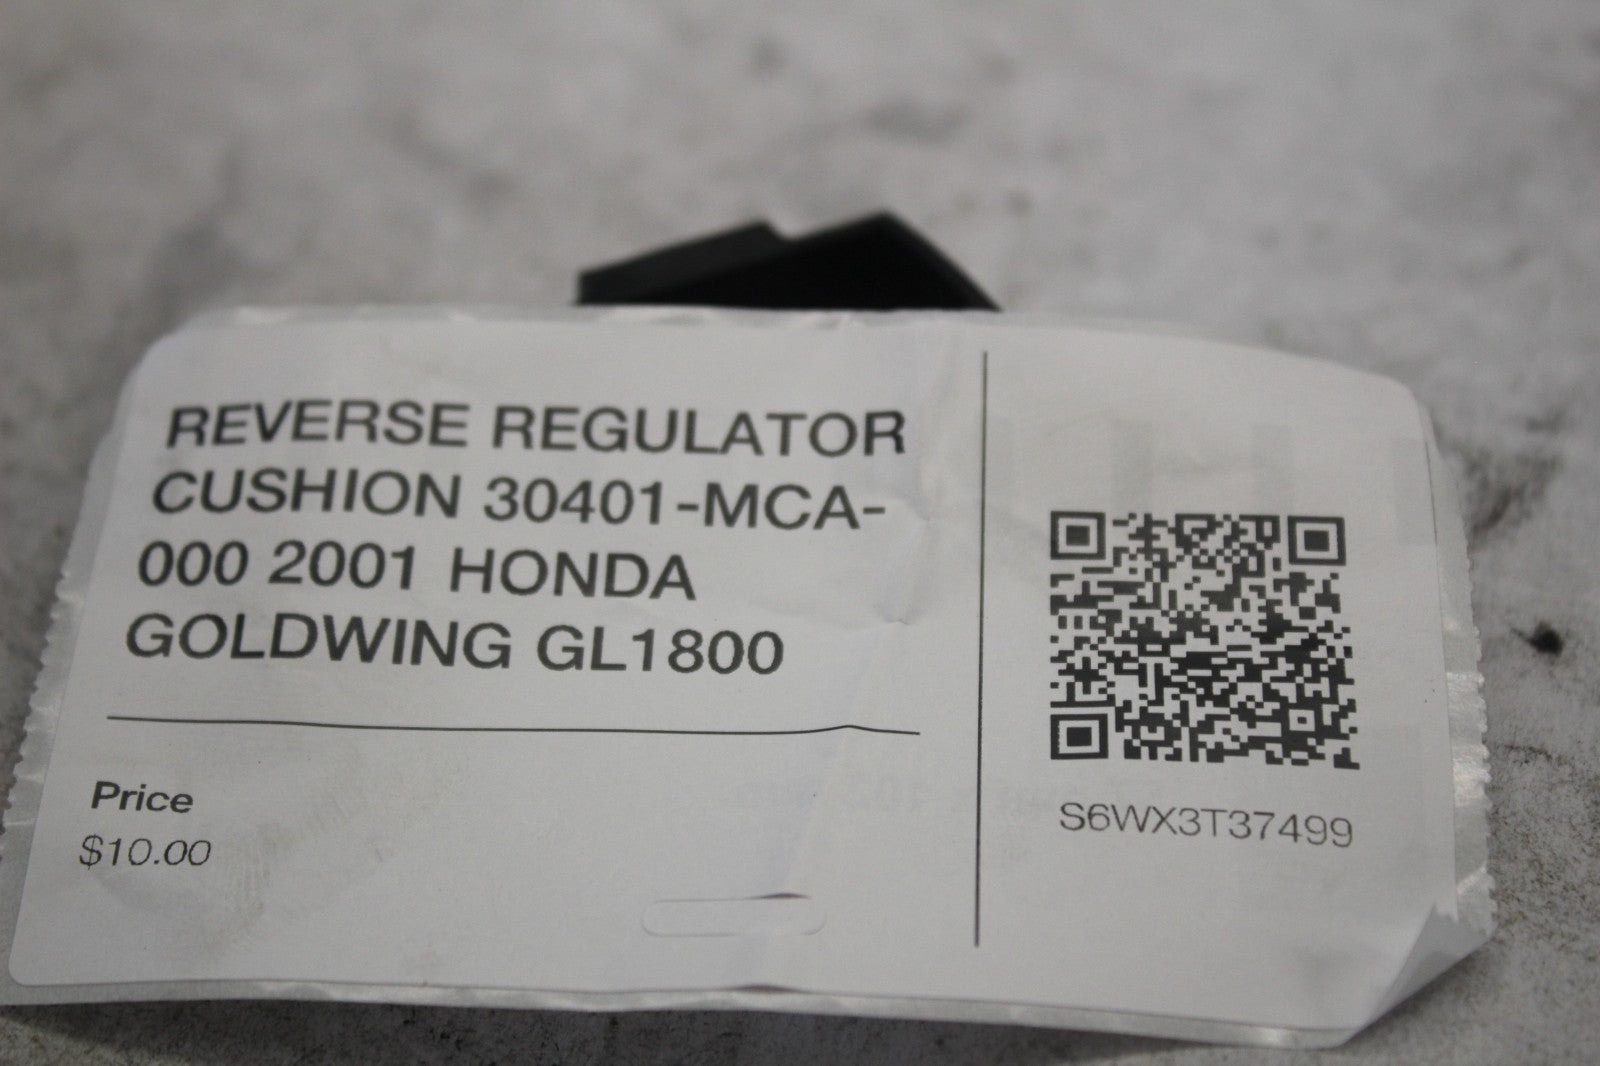 REVERSE REGULATOR
CUSHION 30401-MCA-
000 2001 HONDA
GOLDWING GL1800
Price
$10.00
S6WX3T37499